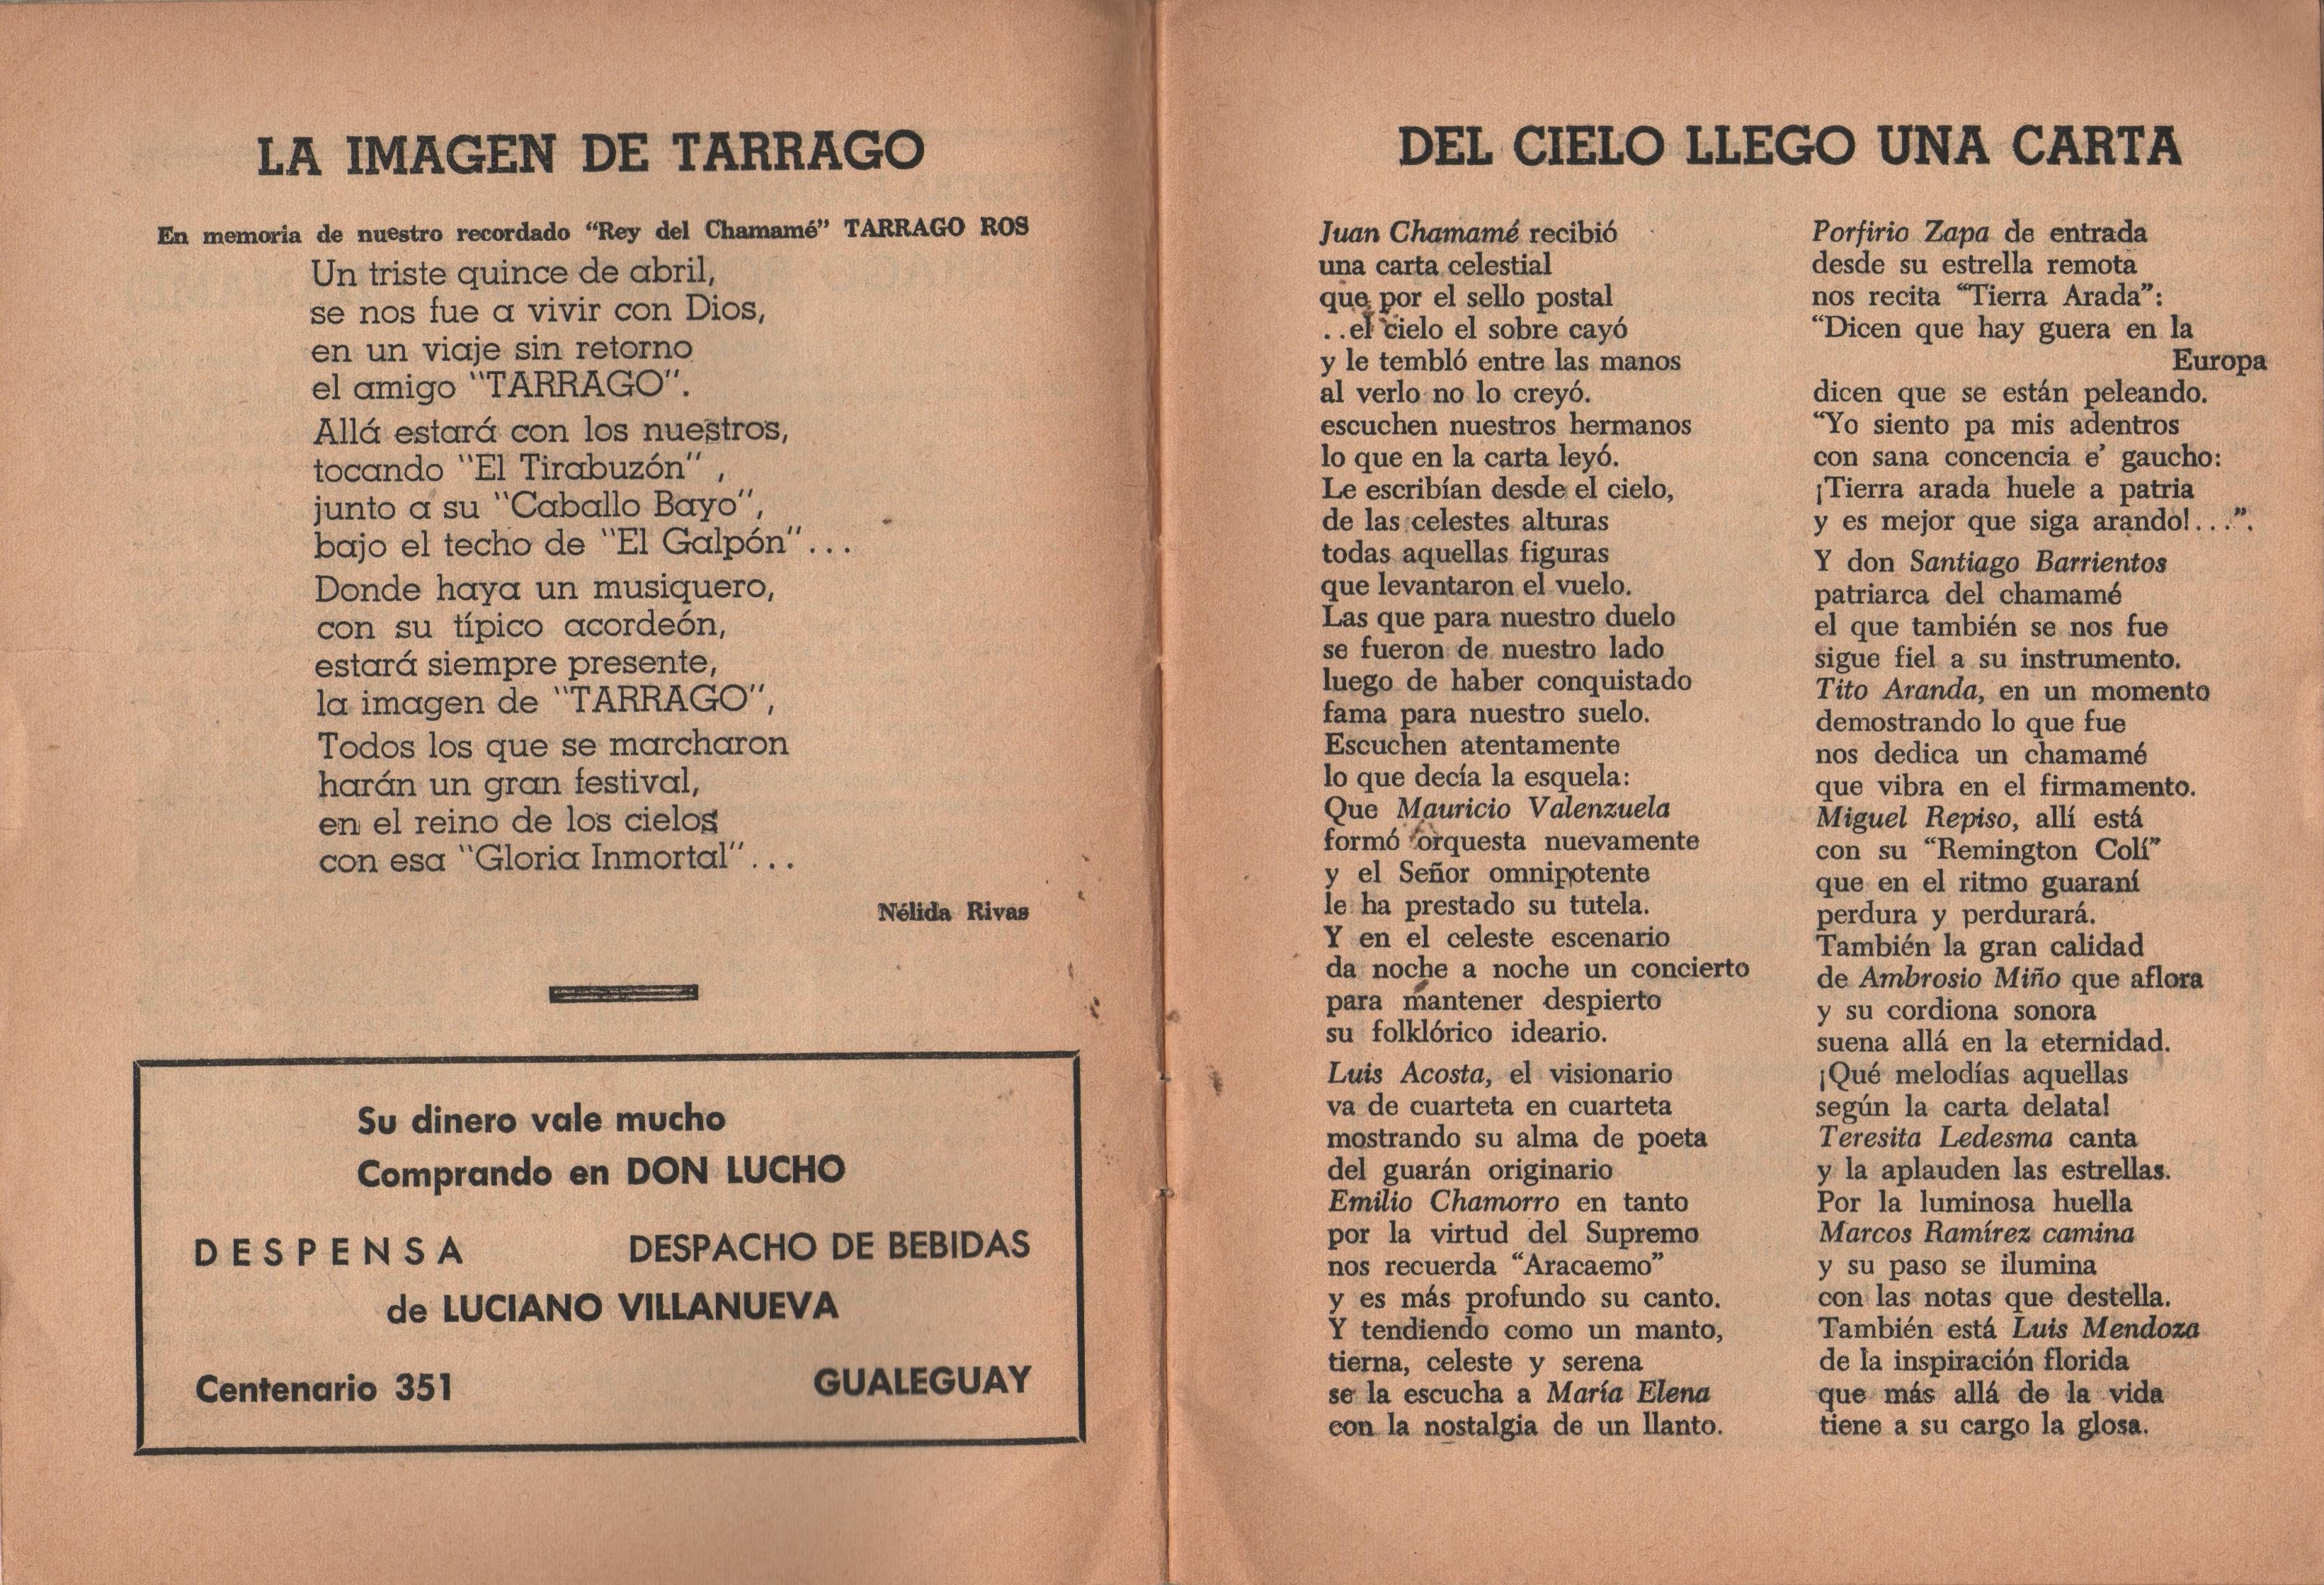 LA IMAGEN DE TARRAGO
En memoria de nuestro recordado "Rey del Chamamé" TARRAGO ROS
Un triste quince de abril,
se nos fue a vivir con Dios,
en un viaje sin retorno
el amigo "TARRAGO".
Allá estará con los nuestros,
tocando "El Tirabuzón" ,
junto a su "Caballo Bayo",
bajo el techo de "El Galpón"...
Donde haya un musiquero,
con su típico acordeón,
estará siempre presente,
la imagen de "TARRAGO",
Todos los que se marcharon
harán un gran festival,
en el reino de los cielos
con esa "Gloria Inmortal"...
Nélida Rivas
Su dinero vale mucho
Comprando en DON LUCHO
DESPENSA DESPACHO DE BEBIDAS
de LUCIANO VILLANUEVA
Centenario 351 GUALEGUAY
DEL CIELO LLEGO UNA CARTA
Juan Chamamé recibió
una carta celestial
que por el sello postal
..el cielo el sobre cayó
y le tembló entre las manos
al verlo no lo creyó.
escuchen nuestros hermanos
lo que en la carta leyó.
Le escribían desde el cielo,
de las celestes alturas
todas aquellas figuras
que levantaron el vuelo.
Las que para nuestro duelo
se fueron de nuestro lado
luego de haber conquistado
fama para nuestro suelo.
Escuchen atentamente
lo que decía la esquela:
Que Mauricio Valenzuela
formó orquesta nuevamente
y el Señor omnipotente
le ha prestado su tutela.
Y en el celeste escenario
da noche a noche un concierto
para mantener despierto
su folklórico ideario.
Luis Acosta, el visionario
va de cuarteta en cuarteta
mostrando su alma de poeta
del guarán originario
Emilio Chamorro en tanto
por la virtud del Supremo
nos recuerda "Aracaemo"
y es más profundo su canto.
Y tendiendo como un manto,
tierna, celeste y serena
se la escucha a María Elena
con la nostalgia de un llanto.
Porfirio Zapa de entrada
desde su estrella remota
nos recita "Tierra Arada":
"Dicen que hay guera en la
Europa
dicen que se están peleando.
"Yo siento pa mis adentros
con sana concencia e' gaucho:
¡Tierra arada huele a patria
y es mejor que siga arando!...".
Y don Santiago Barrientos
patriarca del chamamé
el que también se nos fue
sigue fiel a su instrumento.
Tito Aranda, en un momento
demostrando lo que fue
nos dedica un chamamé
que vibra en el firmamento.
Miguel Repiso, allí está
con su "Remington Colí"
que en el ritmo guaraní
perdura y perdurará.
También la gran calidad
de Ambrosio Miño que aflora
y su cordiona sonora
suena allá en la eternidad.
¡Qué melodías aquellas
según la carta delata!
Teresita Ledesma canta
y la aplauden las estrellas.
Por la luminosa huella
Marcos Ramírez camina
y su paso se ilumina
con las notas que destella.
También está Luis Mendoza
de la inspiración florida
que más allá de la vida
tiene a su cargo la glosa.